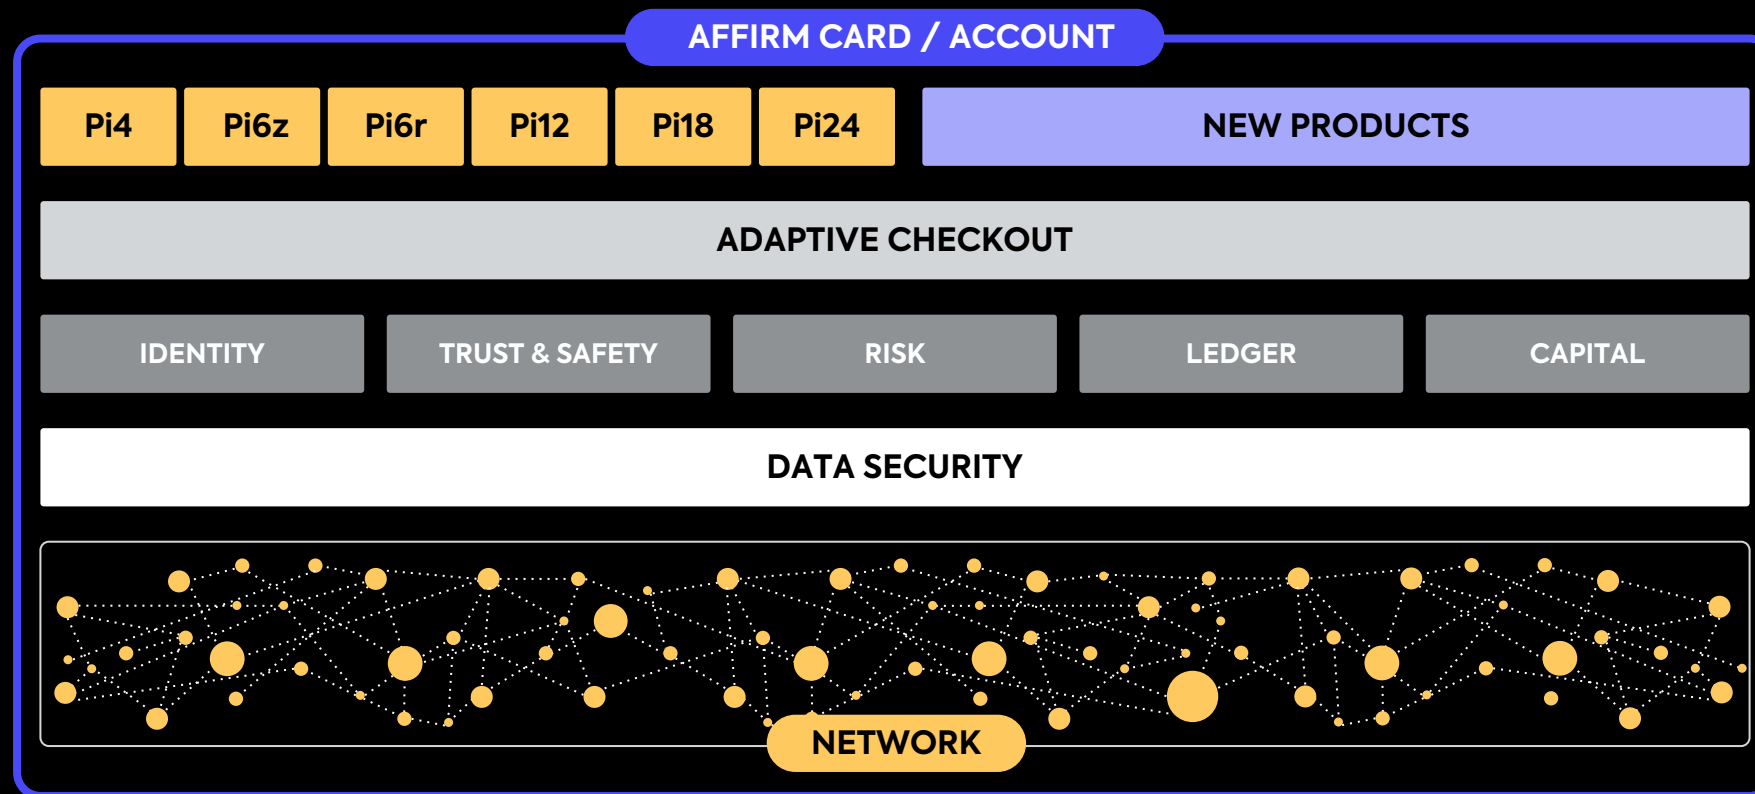 AFFIRM CARD / ACCOUNT
Pi4 Pi6z Pi6r Pi12 Pi18 Pi24 NEW PRODUCTS
ADAPTIVE CHECKOUT
IDENTITY TRUST & SAFETY RISK LEDGER CAPITAL
DATA SECURITY
NETWORK